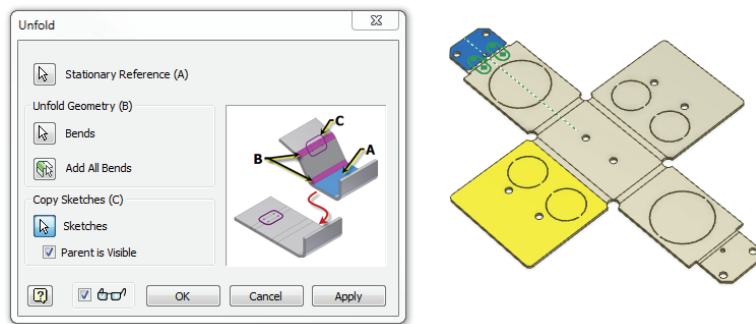 Unfold
Stationary Reference (A)
Unfold Geometry (B)
Bends
Add All Bends
Copy Sketches (C)
Sketches
Parent is Visible
C
A
B
OK
Cancel
Apply